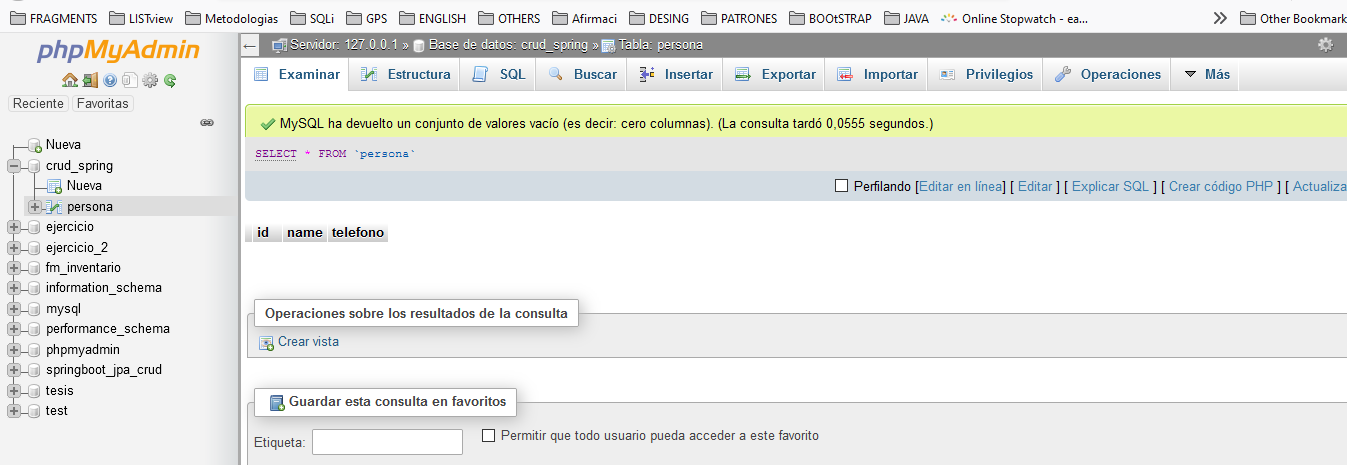 FRAGMENTS LISTview Metodologias SQLi GPS ENGLISH OTHERS Afirmaci DESING PATRONES BOOtSTRAP JAVA Online Stopwatch - ea... Other Bookmark
phpMyAdmin
Reciente Favoritas
Nueva
crud_spring
Nueva
persona
ejercicio
ejercicio_2
fm_inventario
information_schema
mysql
performance_schema
phpmyadmin
springboot_jpa_crud
tesis
test
Servidor: 127.0.0.1 » Base de datos: crud_spring » Tabla: persona
Examinar Estructura SQL Buscar Insertar Exportar Importar Privilegios Operaciones Más
MySQL ha devuelto un conjunto de valores vacío (es decir: cero columnas). (La consulta tardó 0,0555 segundos.)
SELECT * FROM `persona`
Perfilando [Editar en línea] [ Editar ] [ Explicar SQL ] [ Crear código PHP ] [ Actualiza
id name telefono
Operaciones sobre los resultados de la consulta
Crear vista
Guardar esta consulta en favoritos
Etiqueta: Permitir que todo usuario pueda acceder a este favorito